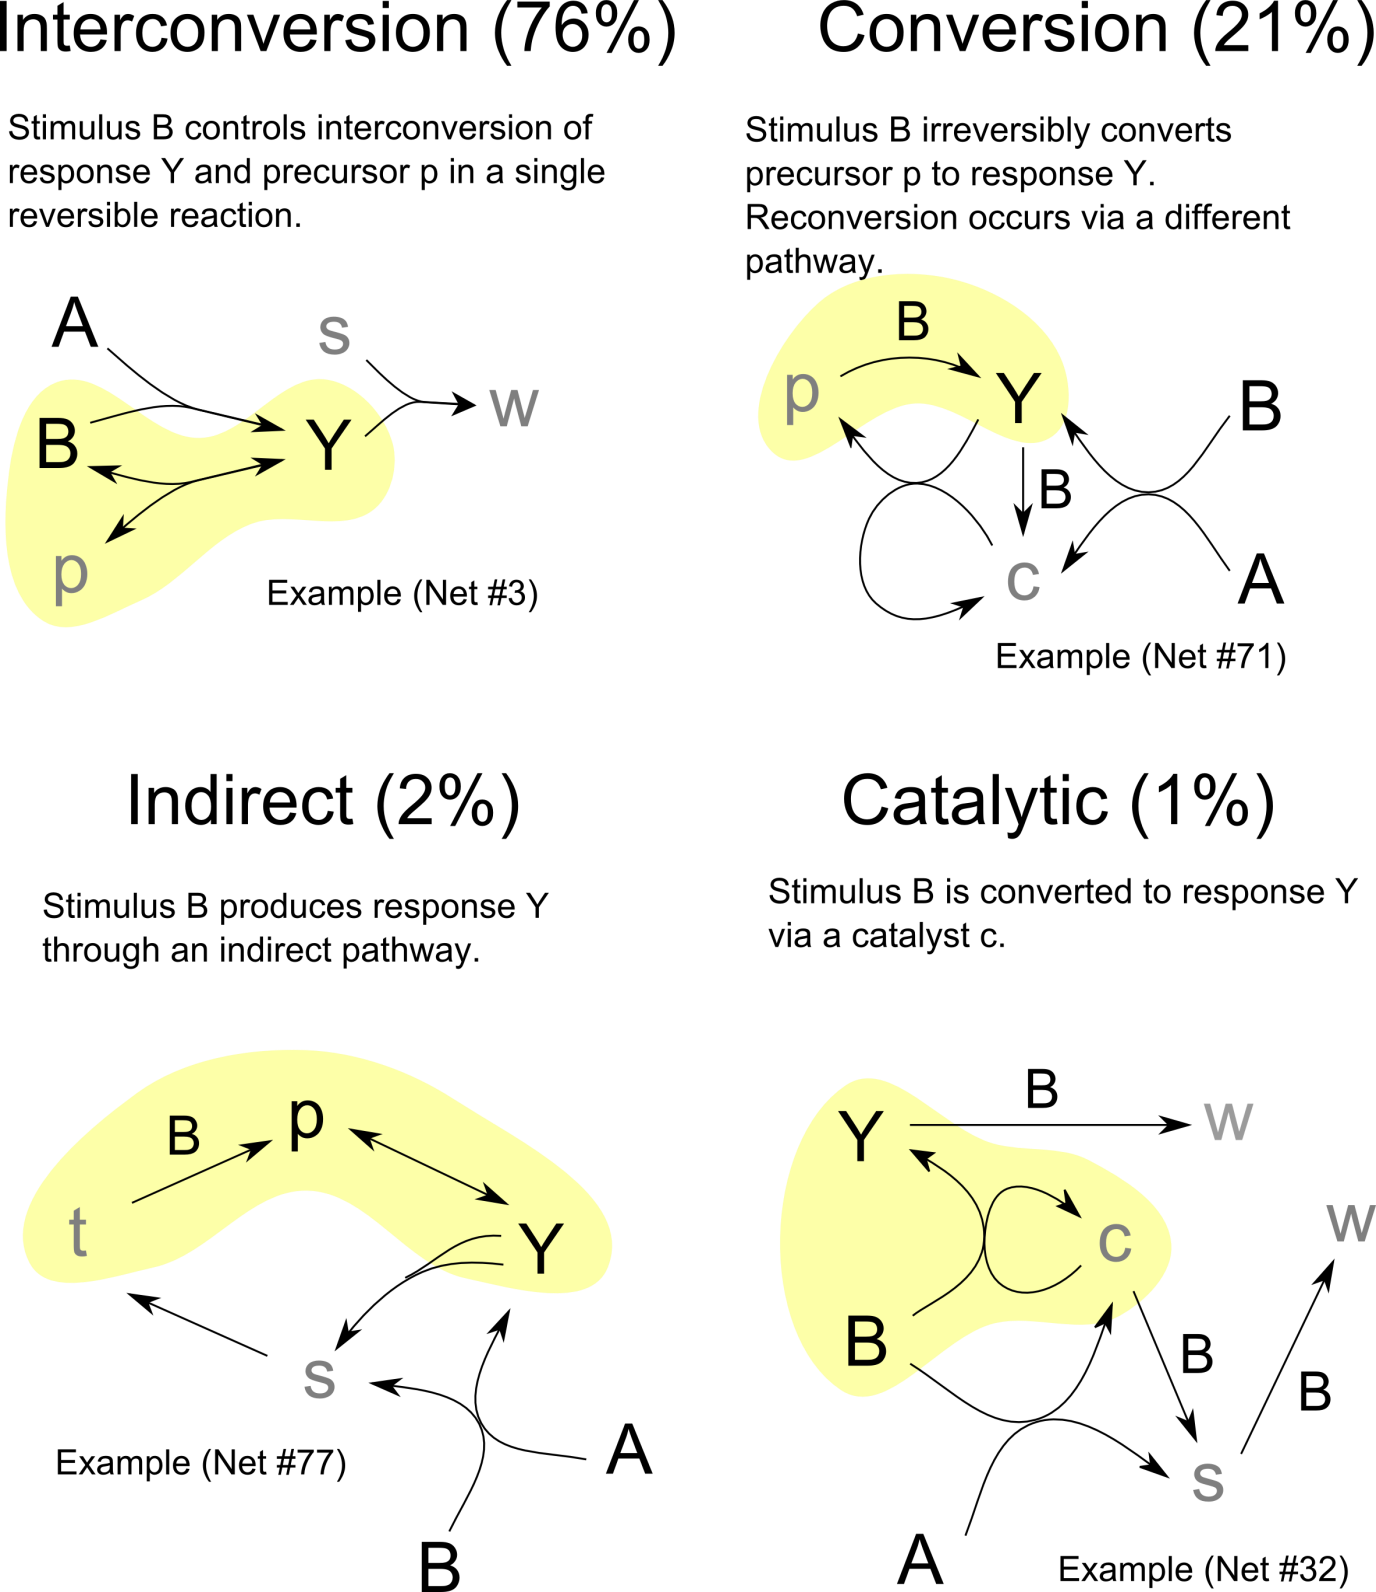 Interconversion (76%)
Stimulus B controls interconversion of
response Y and precursor p in a single
reversible reaction.
A
s
w
B
Y
p
Example (Net #3)
Conversion (21%)
Stimulus B irreversibly converts
precursor p to response Y.
Reconversion occurs via a different
pathway.
B
p
Y
B
B
c
A
Example (Net #71)
Indirect (2%)
Stimulus B produces response Y
through an indirect pathway.
p
B
t
Y
s
A
Example (Net #77)
B
Catalytic (1%)
Stimulus B is converted to response Y
via a catalyst c.
B
Y
w
w
c
B
B
B
s
A
Example (Net #32)